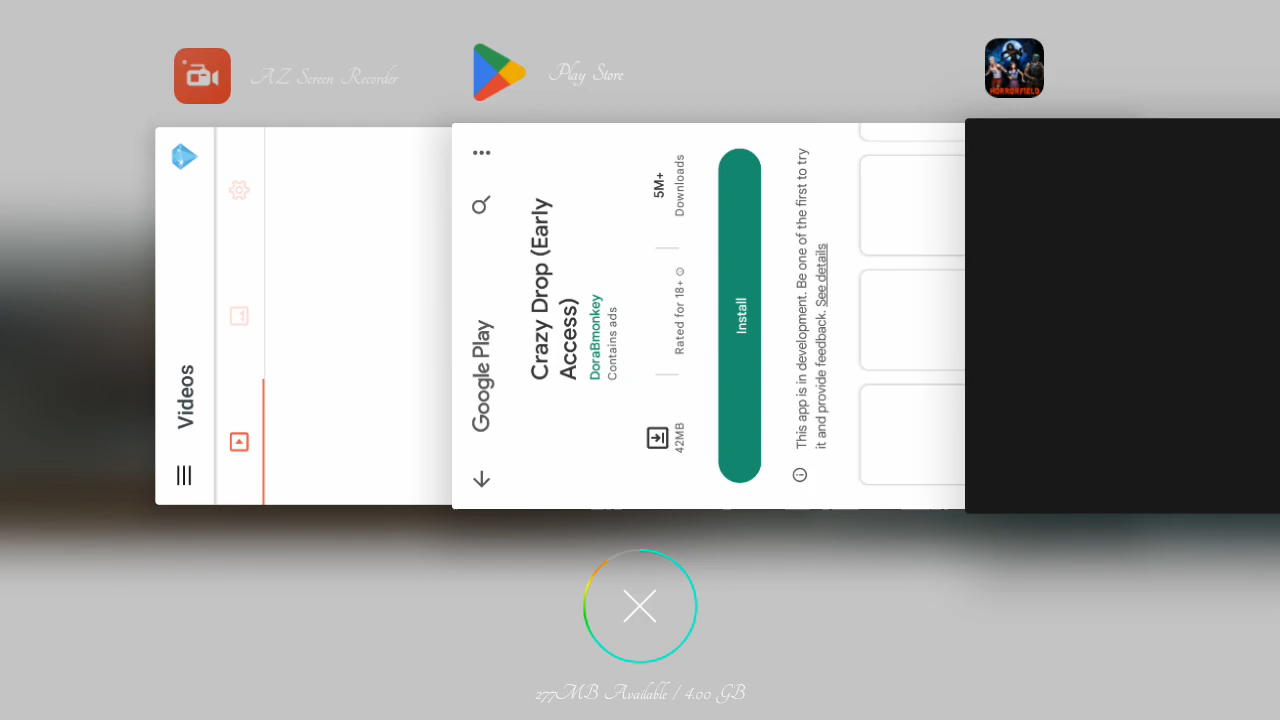 AZ Screen Recorder
Play Store
HORRORFIELD
Videos
Google Play
Crazy Drop (Early
Access)
DoraBmonkey
Contains ads
42MB
Rated for 18+
5M+
Downloads
Install
This app is in development. Be one of the first to try
it and provide feedback. See details
277MB Available / 4.00 GB